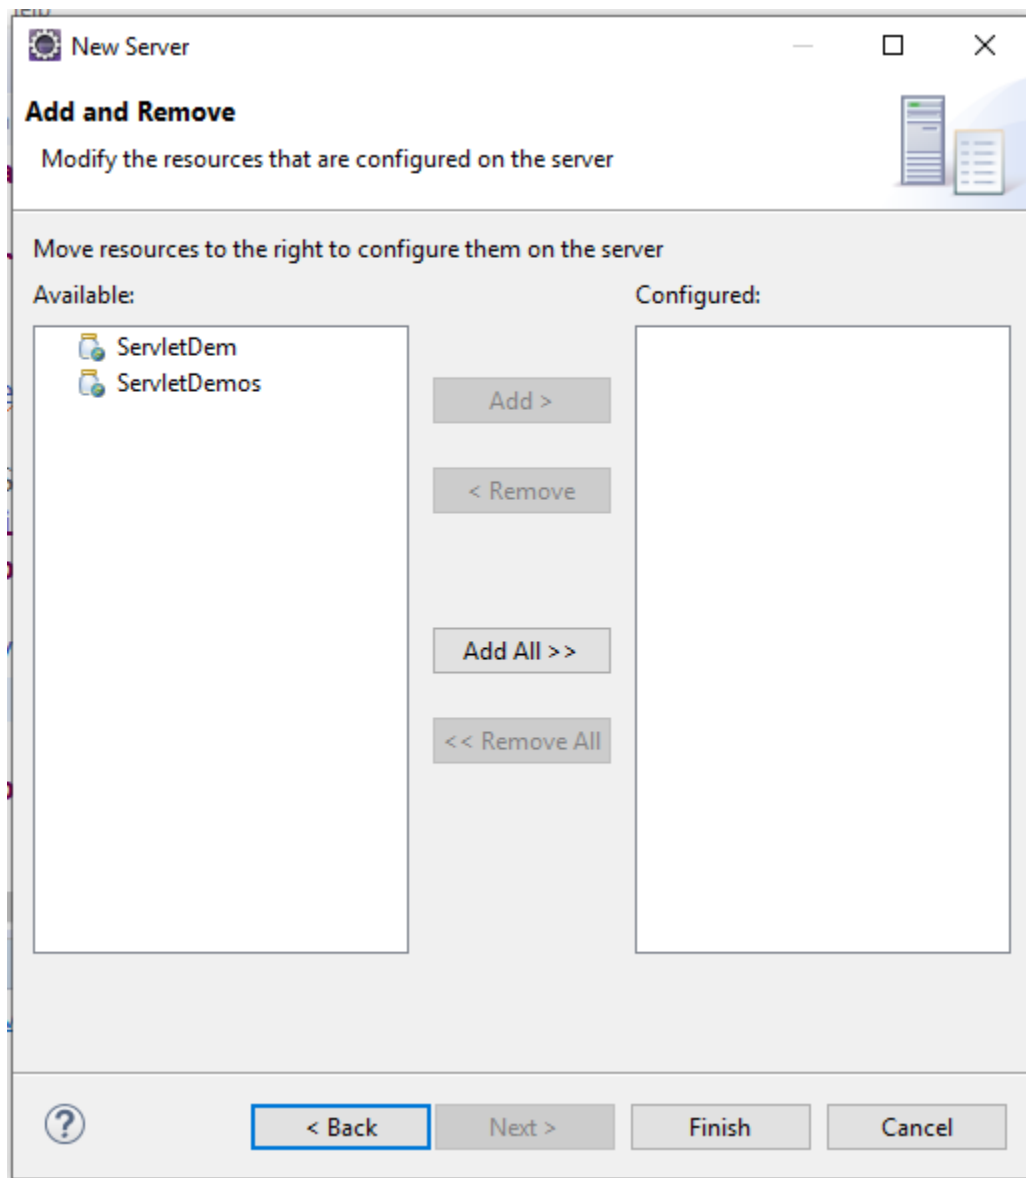 New Server
Add and Remove
Modify the resources that are configured on the server
Move resources to the right to configure them on the server
Available:
Configured:
ServletDem
ServletDemos
Add >
< Remove
Add All >>
<< Remove All
?
< Back
Next >
Finish
Cancel